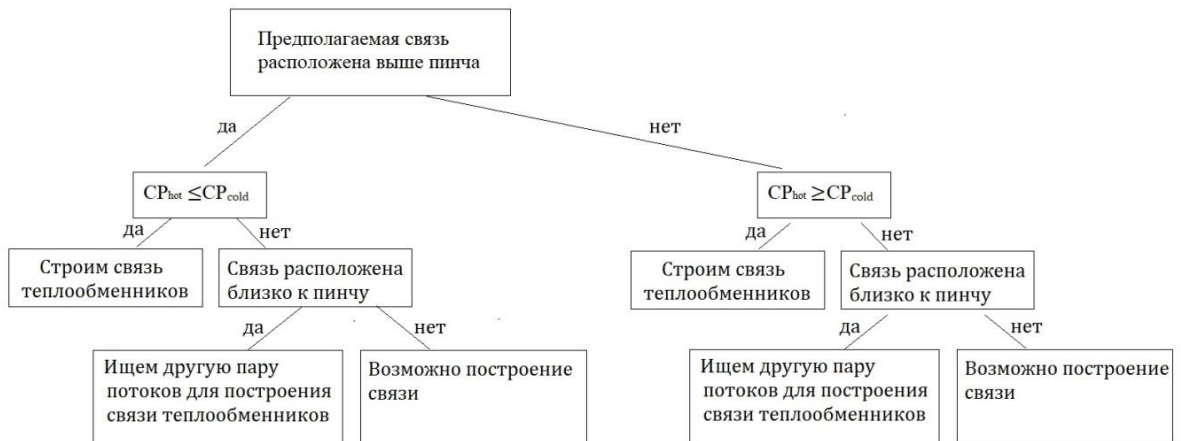 Предполагаемая связь
расположена выше пинча
да
нет
CPhot ≤CPcold
CPhot ≥CPcold
да
нет
да
нет
Строим связь
теплообменников
Связь расположена
близко к пинчу
Строим связь
теплообменников
Связь расположена
близко к пинчу
да
нет
да
нет
Ищем другую пару
потоков для построения
связи теплообменников
Возможно построение
связи
Ищем другую пару
потоков для построения
связи теплообменников
Возможно построение
связи